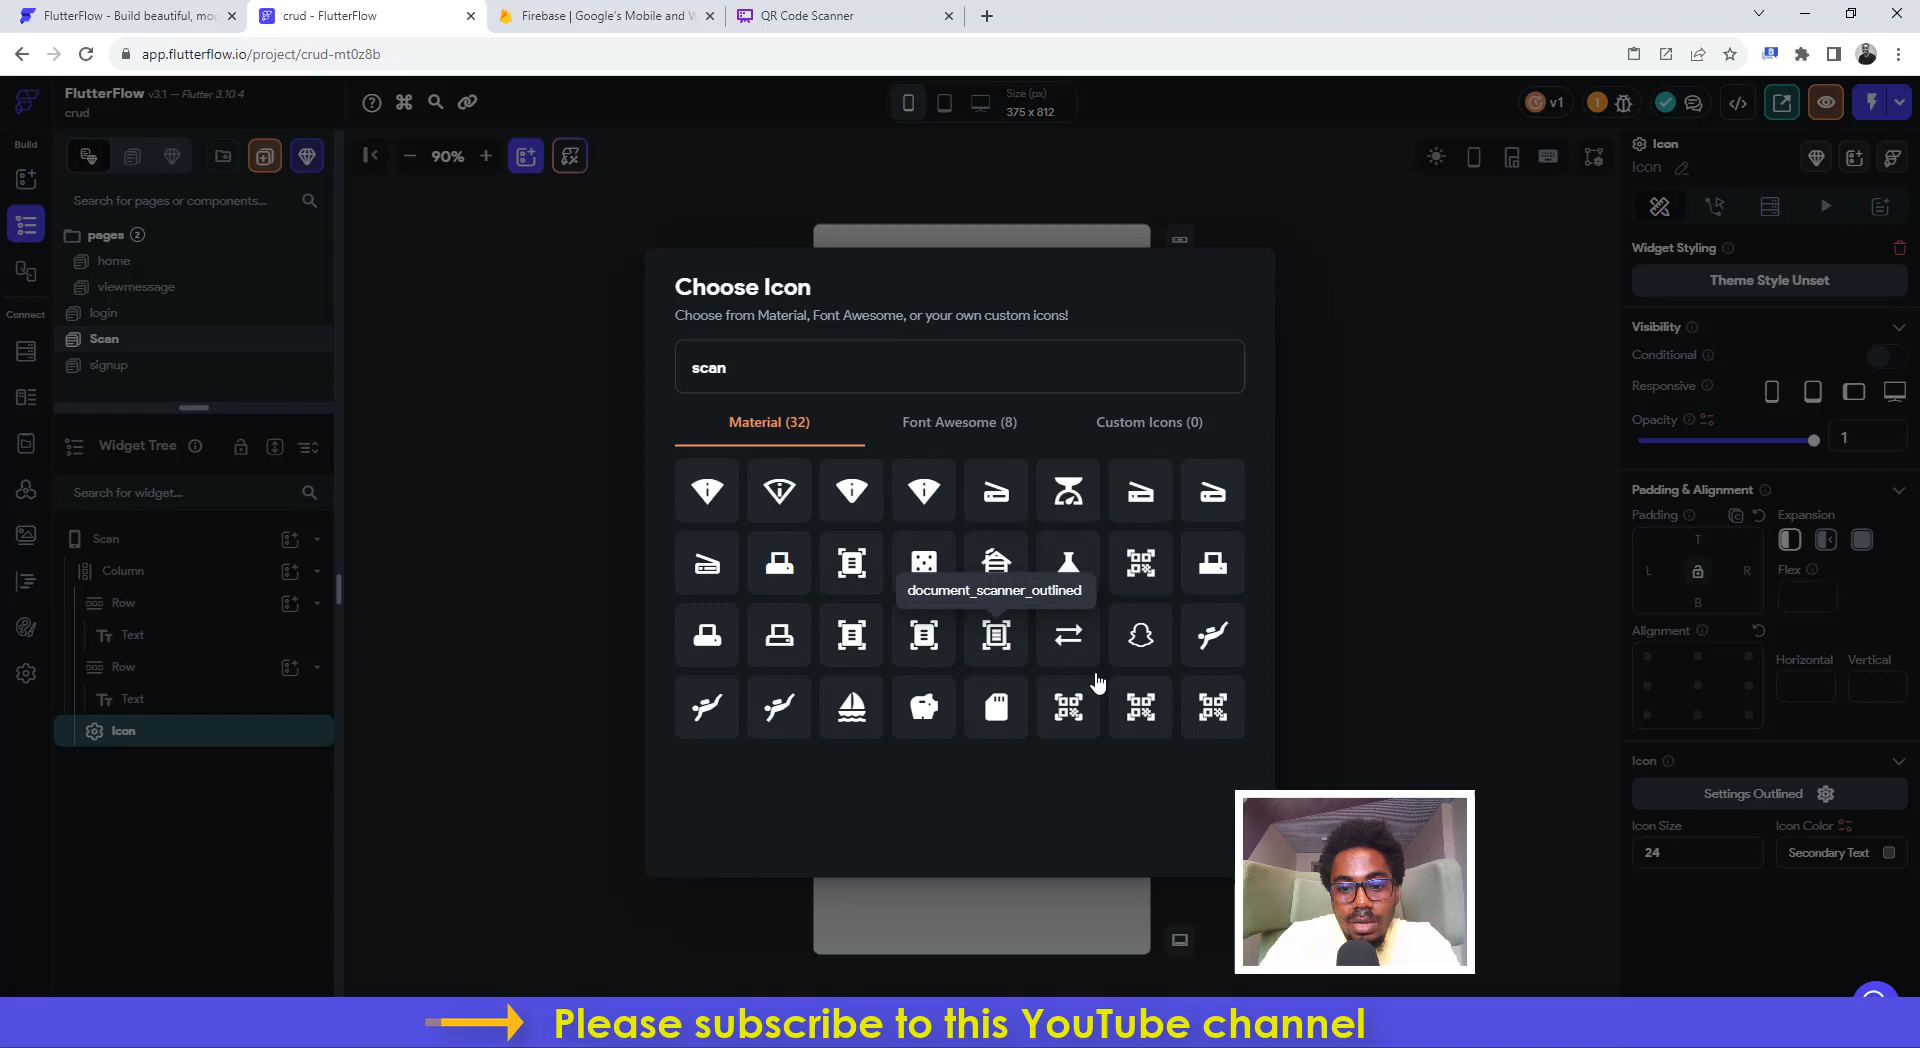 FlutterFlow - Build beautiful, mod
crud - FlutterFlow
Firebase | Google's Mobile and W
QR Code Scanner
app.flutterflow.io/project/crud-mt0z8b
FlutterFlow v3.1 — Flutter 3.10.4
crud
Size (px)
375 x 812
v1
1
Build
90%
Icon
Icon
Search for pages or components...
pages 2
home
viewmessage
login
Scan
signup
Connect
Widget Tree
Search for widget...
Scan
Column
Row
Text
Row
Text
Icon
Choose Icon
Choose from Material, Font Awesome, or your own custom icons!
scan
Material (32)
Font Awesome (8)
Custom Icons (0)
document_scanner_outlined
Widget Styling
Theme Style Unset
Visibility
Conditional
Responsive
Opacity
1
Padding & Alignment
Padding
Expansion
T
L
R
B
Flex
Alignment
Horizontal
Vertical
Icon
Settings Outlined
Icon Size
Icon Color
24
Secondary Text
Please subscribe to this YouTube channel